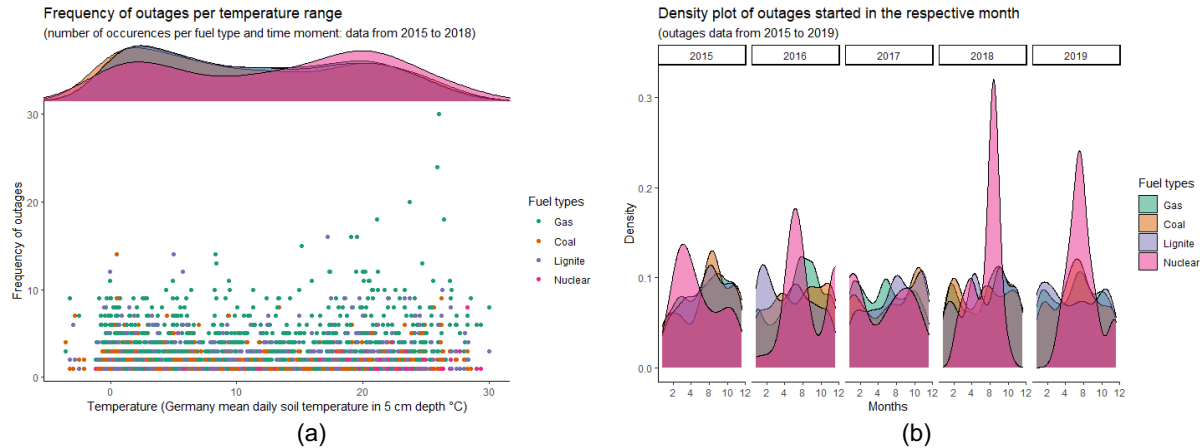 Frequency of outages per temperature range
(number of occurences per fuel type and time moment: data from 2015 to 2018)
30
20
10
0
Frequency of outages
0 10 20 30
Temperature (Germany mean daily soil temperature in 5 cm depth °C)
Fuel types
Gas
Coal
Lignite
Nuclear
(a)
Density plot of outages started in the respective month
(outages data from 2015 to 2019)
2015 2016 2017 2018 2019
0.3
0.2
0.1
0.0
Density
2 4 6 8 10 12 2 4 6 8 10 12 2 4 6 8 10 12 2 4 6 8 10 12 2 4 6 8 10 12
Months
Fuel types
Gas
Coal
Lignite
Nuclear
(b)